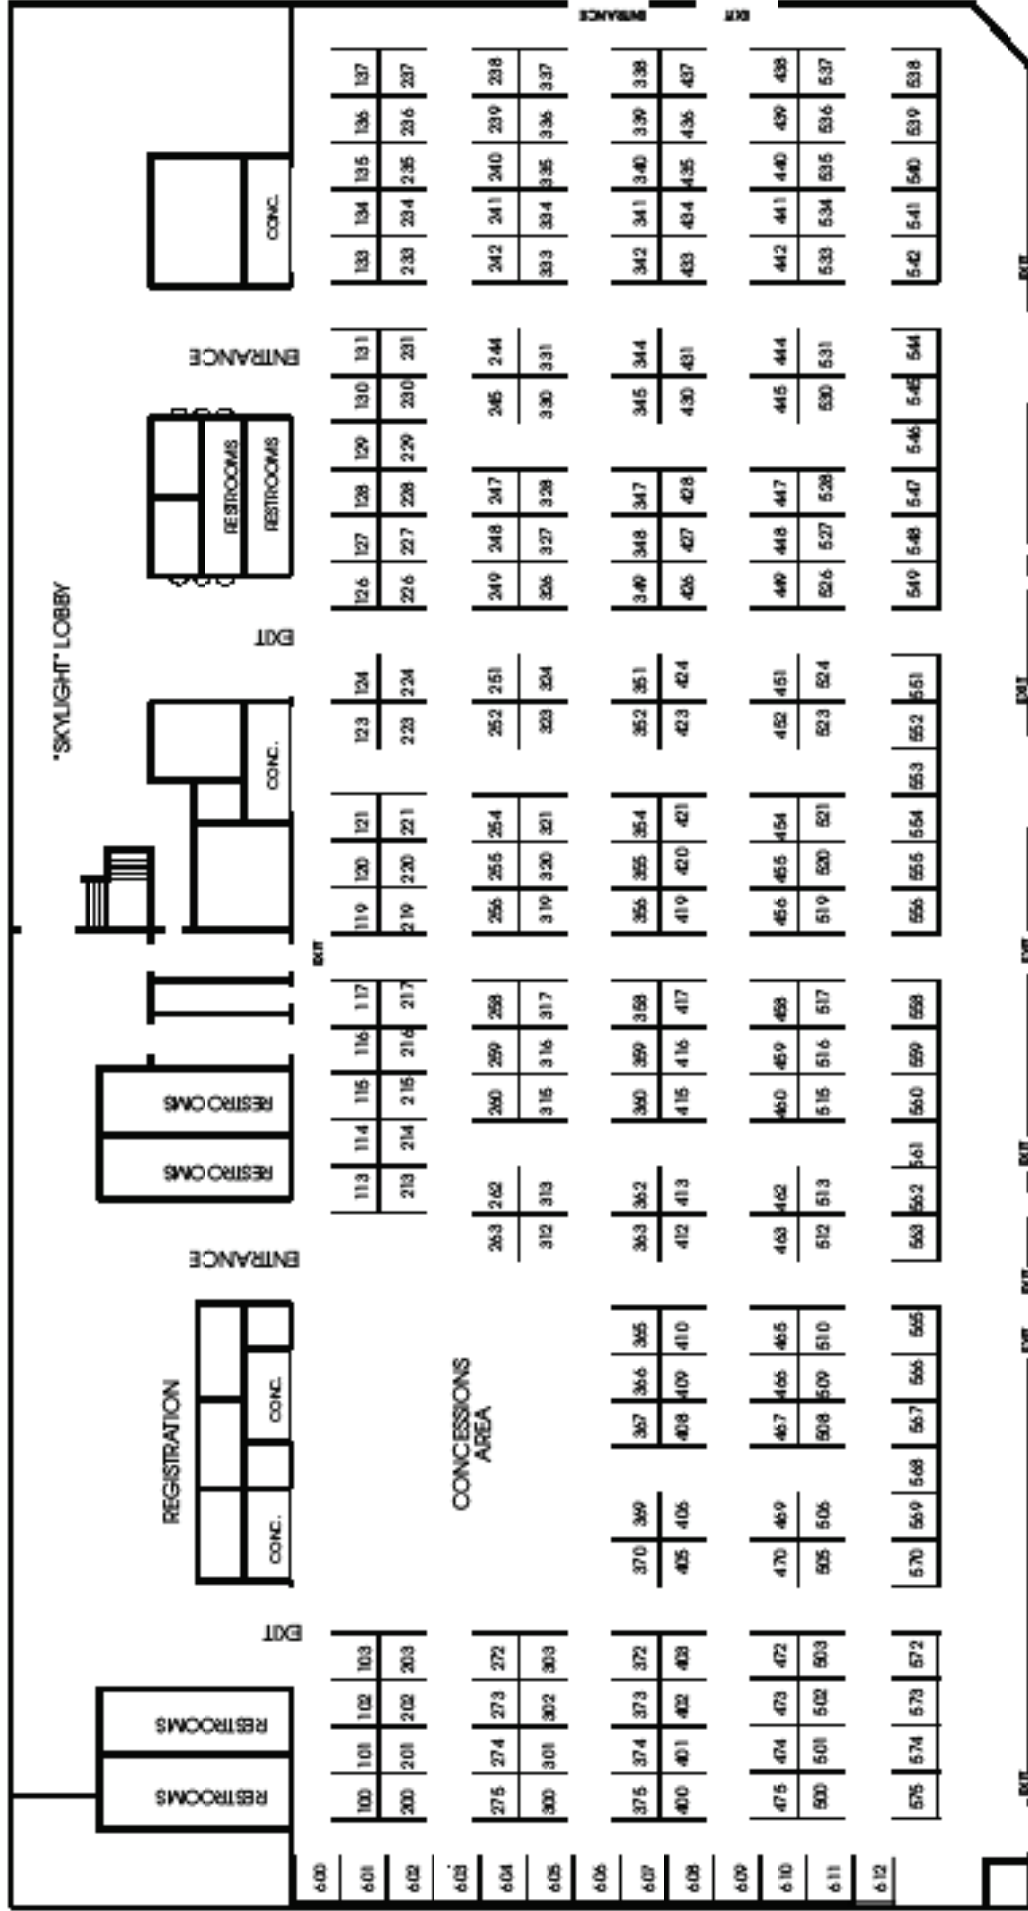 ENTRANCE EXIT
137 237 238 337 338 437 438 537 538
136 236 239 336 339 436 439 536 539
135 235 240 335 340 435 440 535 540
CONC.
134 234 241 334 341 434 441 534 541
133 233 242 333 342 433 442 533 542
EXIT
ENTRANCE
131 231 244 331 344 431 444 531 544
130 230 245 330 345 430 445 530 545
129 229 546
RESTROOMS
RESTROOMS
128 228 247 328 347 428 447 528 547
127 227 248 327 348 427 448 527 548
126 226 249 326 349 426 449 526 549
"SKYLIGHT" LOBBY
EXIT
124 224 251 324 351 424 451 524 551
EXIT
123 223 252 323 352 423 452 523 552
CONC.
553
121 221 254 321 354 421 454 521 554
120 220 255 320 355 420 455 520 555
119 219 256 319 356 419 456 519 556
EXIT
EXIT
117 217 258 317 358 417 458 517 558
116 216 259 316 359 416 459 516 559
RESTROOMS
115 215 260 315 360 415 460 515 560
114 214 561
EXIT
RESTROOMS
113 213 262 313 362 413 462 513 562
263 312 363 412 463 512 563
ENTRANCE
EXIT
365 410 465 510 565
EXIT
366 409 466 509 566
CONC.
367 408 467 508 567
REGISTRATION
CONCESSIONS
AREA
568
369 406 469 506 569
CONC.
370 405 470 505 570
EXIT
103 203 272 303 372 403 472 503 572
102 202 273 302 373 402 473 502 573
RESTROOMS
101 201 274 301 374 401 474 501 574
EXIT
RESTROOMS
100 200 275 300 375 400 475 500 575
600 601 602 603 604 605 606 607 608 609 610 611 612